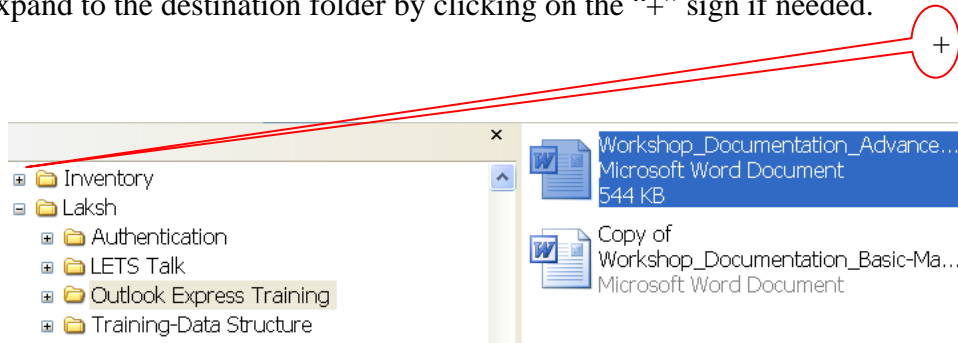 xpand to the destination folder by clicking on the “+” sign if needed.
+
Inventory
Laksh
Authentication
LETS Talk
Outlook Express Training
Training-Data Structure
Workshop_Documentation_Advance...
Microsoft Word Document
544 KB
Copy of
Workshop_Documentation_Basic-Ma...
Microsoft Word Document